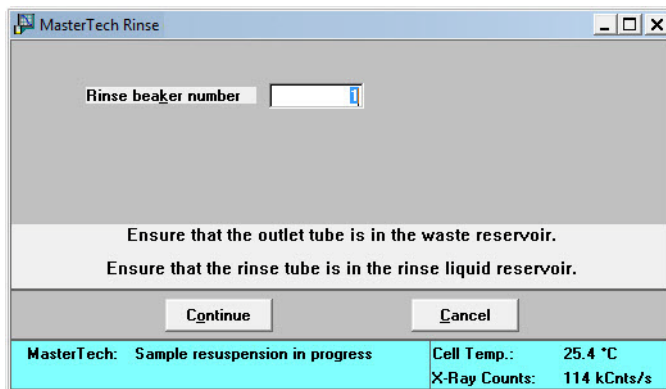 MasterTech Rinse
Rinse beaker number 1
Ensure that the outlet tube is in the waste reservoir.
Ensure that the rinse tube is in the rinse liquid reservoir.
Continue Cancel
MasterTech: Sample resuspension in progress Cell Temp.: 25.4 °C
X-Ray Counts: 114 kCnts/s